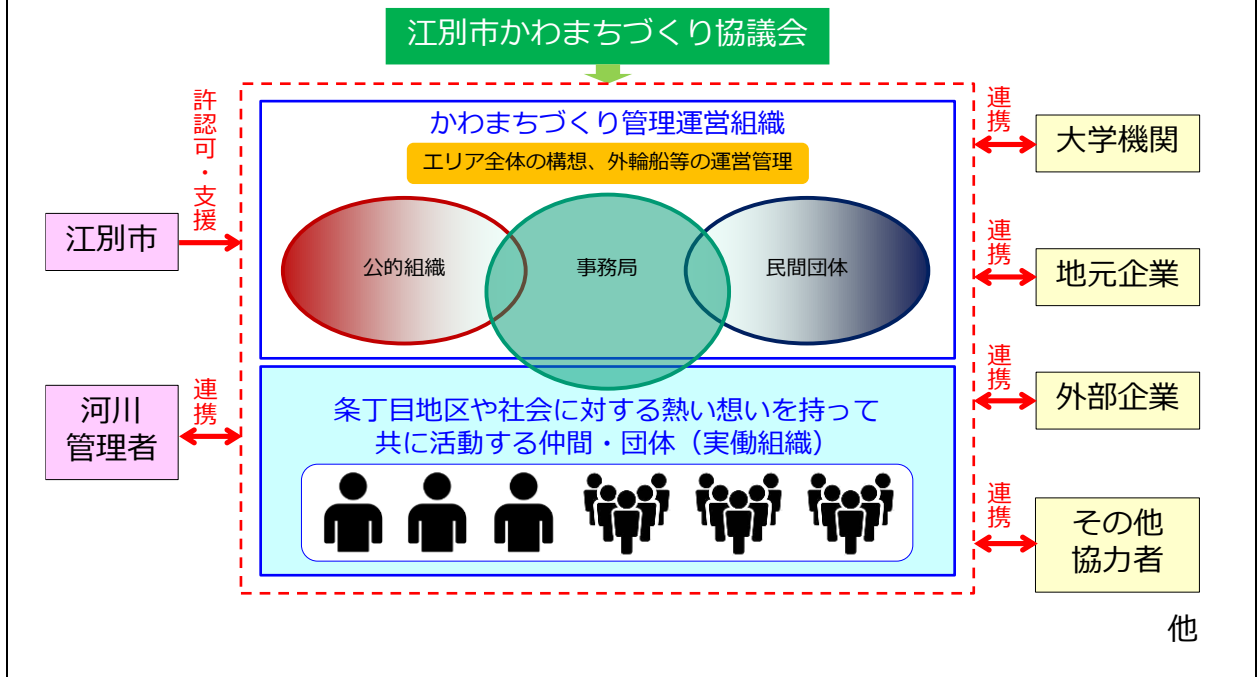 江別市かわまちづくり協議会
許認可・支援
江別市
連携
河川
管理者
かわまちづくり管理運営組織
エリア全体の構想、外輪船等の運営管理
公的組織
事務局
民間団体
条丁目地区や社会に対する熱い想いを持って
共に活動する仲間・団体（実働組織）
連携
大学機関
連携
地元企業
連携
外部企業
連携
その他
協力者
他